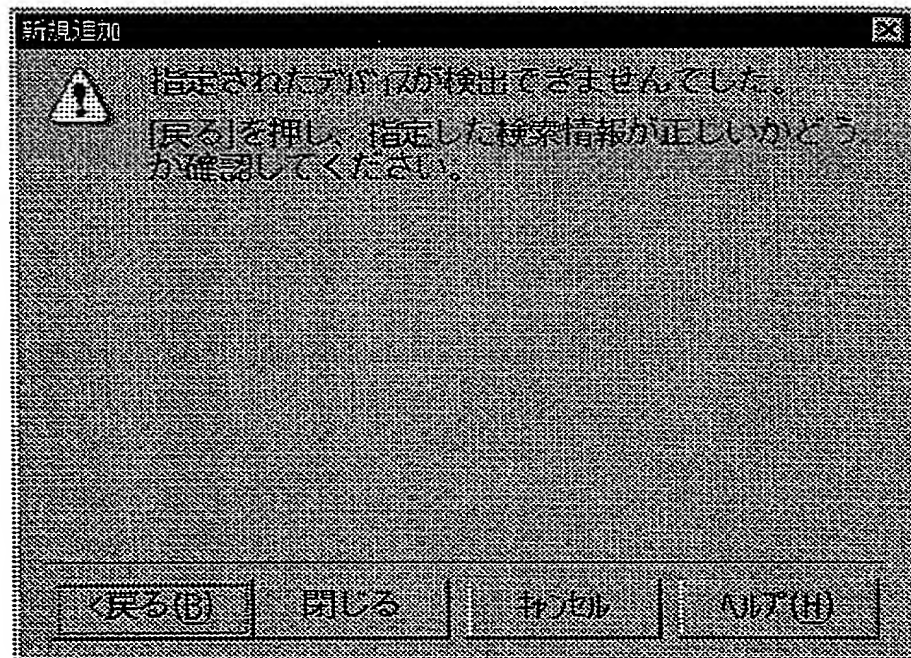 新規追加
指定されたデバイスが検出できませんでした。
[戻る]を押し、指定した検索情報が正しいかどう
か確認してください。
<戻る(B) 閉じる キャンセル ヘルプ(H)